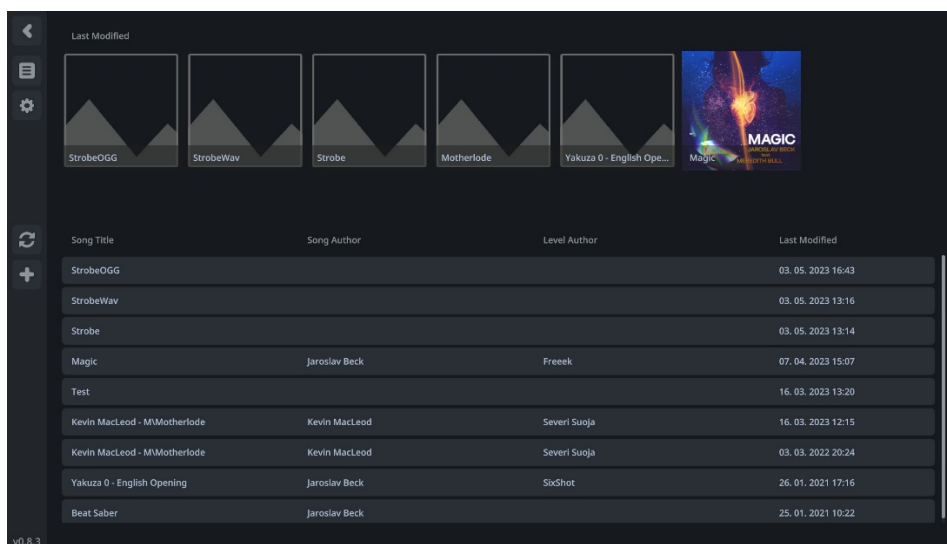 Last Modified
StrobeOGG
StrobeWav
Strobe
Motherlode
Yakuza 0 - English Ope...
Magic
MAGIC
JAROSLAV BECK
MEREDITH BULL
Song Title Song Author Level Author Last Modified
StrobeOGG 03. 05. 2023 16:43
StrobeWav 03. 05. 2023 13:16
Strobe 03. 05. 2023 13:14
Magic Jaroslav Beck Freeek 07. 04. 2023 15:07
Test 16. 03. 2023 13:20
Kevin MacLeod - M\Motherlode Kevin MacLeod Severi Suoja 16. 03. 2023 12:15
Kevin MacLeod - M\Motherlode Kevin MacLeod Severi Suoja 03. 03. 2022 20:24
Yakuza 0 - English Opening Jaroslav Beck SixShot 26. 01. 2021 17:16
Beat Saber Jaroslav Beck 25. 01. 2021 10:22
v0.8.3